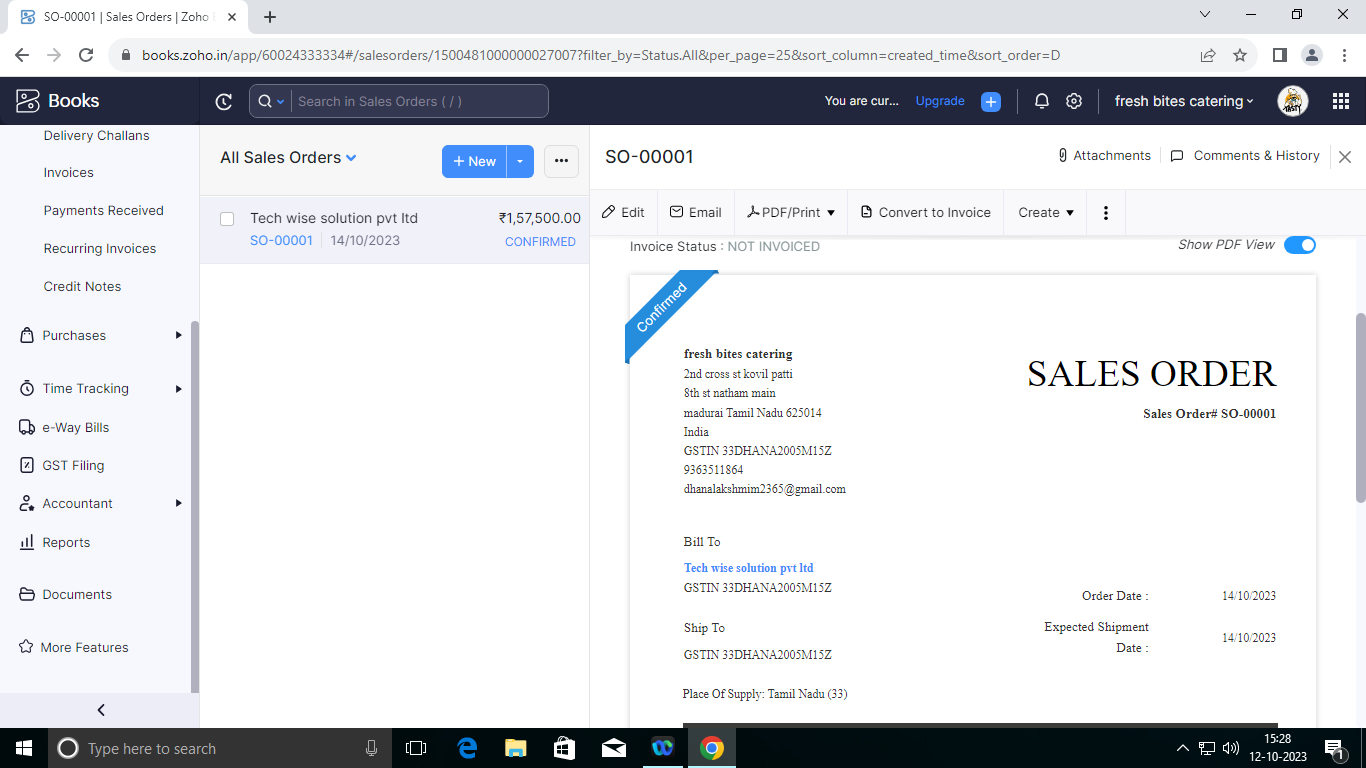 SO-00001 | Sales Orders | Zoho
books.zoho.in/app/60024333334#/salesorders/1500481000000027007?filter_by=Status.All&per_page=25&sort_column=created_time&sort_order=D
Books
Search in Sales Orders ( / )
You are cur...
Upgrade
fresh bites catering
TASTY
Delivery Challans
Invoices
Payments Received
Recurring Invoices
Credit Notes
Purchases
Time Tracking
e-Way Bills
GST Filing
Accountant
Reports
Documents
More Features
All Sales Orders
+ New
Tech wise solution pvt ltd
₹1,57,500.00
SO-00001 | 14/10/2023
CONFIRMED
SO-00001
Attachments
Comments & History
Edit
Email
PDF/Print
Convert to Invoice
Create
Invoice Status : NOT INVOICED
Show PDF View
Confirmed
fresh bites catering
2nd cross st kovil patti
8th st natham main
madurai Tamil Nadu 625014
India
GSTIN 33DHANA2005M15Z
9363511864
dhanalakshmim2365@gmail.com
SALES ORDER
Sales Order# SO-00001
Bill To
Tech wise solution pvt ltd
GSTIN 33DHANA2005M15Z
Order Date : 14/10/2023
Expected Shipment
Date : 14/10/2023
Ship To
GSTIN 33DHANA2005M15Z
Place Of Supply: Tamil Nadu (33)
Type here to search
15:28
12-10-2023
1